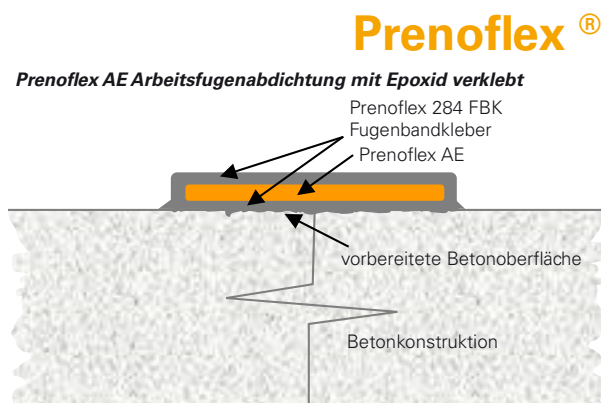 Prenoflex ®
Prenoflex AE Arbeitsfugenabdichtung mit Epoxid verklebt
Prenoflex 284 FBK
Fugenbandkleber
Prenoflex AE
vorbereitete Betonoberfläche
Betonkonstruktion